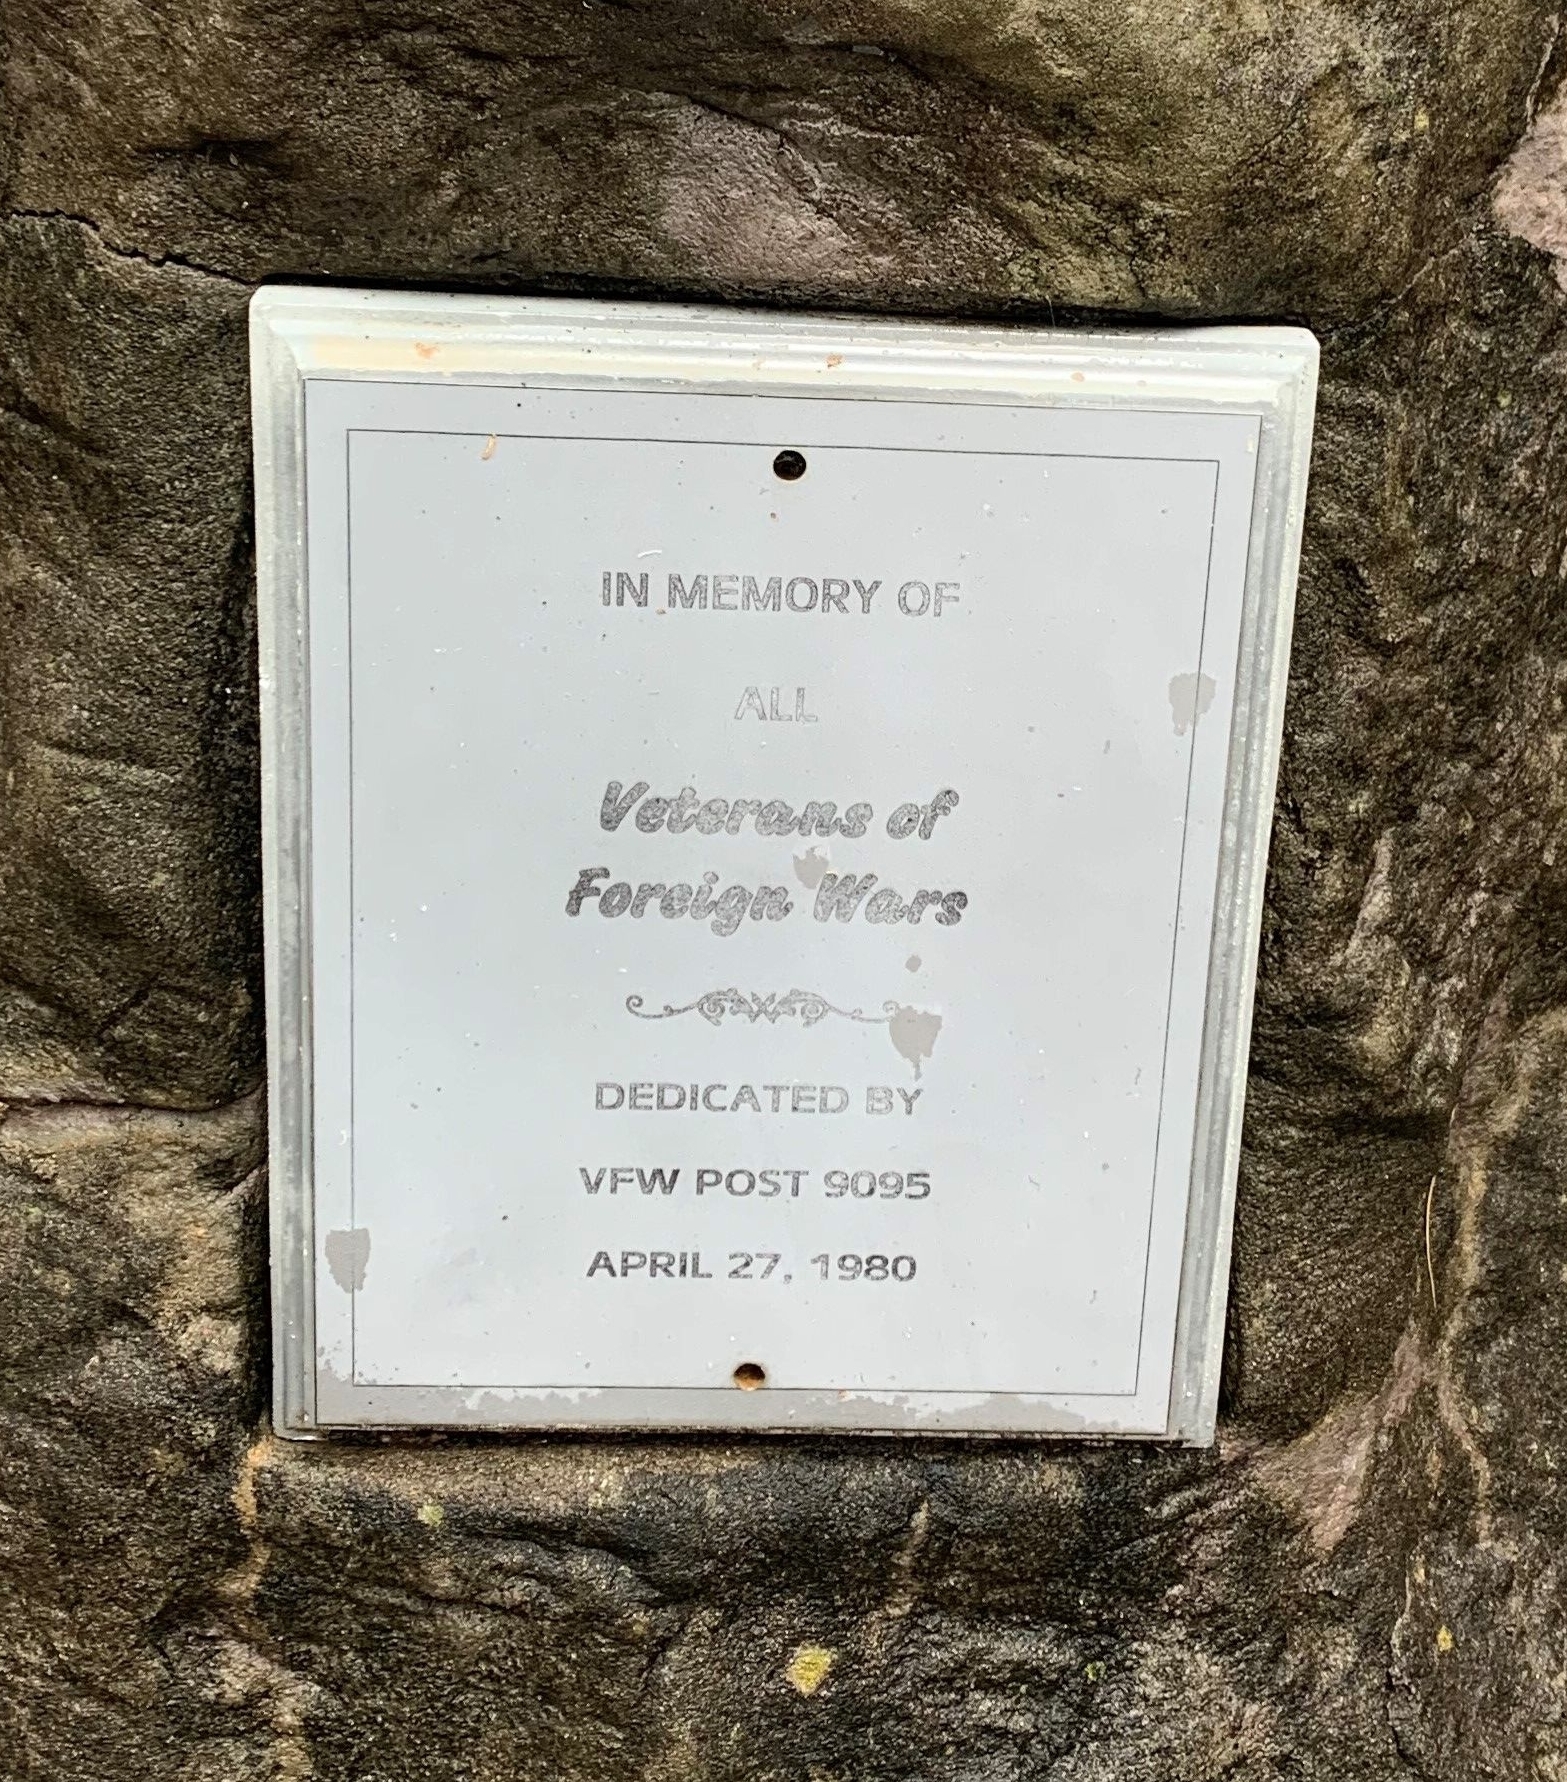 IN MEMORY OF
ALL
Veterans of
Foreign Wars
DEDICATED BY
VFW POST 9095
APRIL 27, 1980